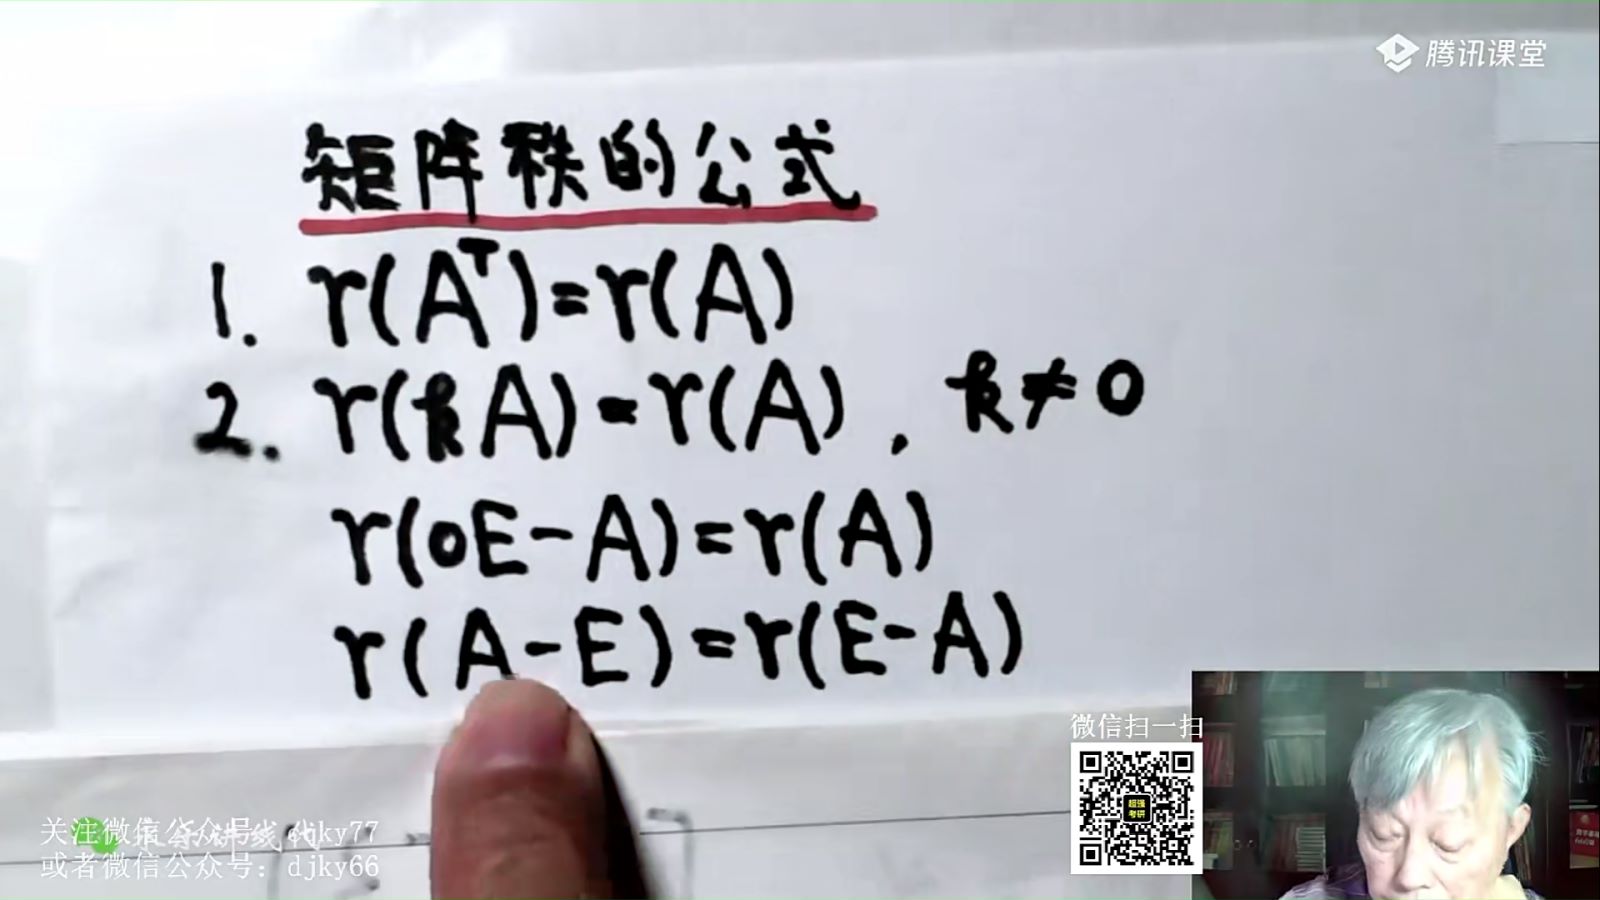 腾讯课堂
矩阵秩的公式
1. r(Aᵀ)=r(A)
2. r(kA)=r(A), k≠0
r(0E-A)=r(A)
r(A-E)=r(E-A)
微信扫一扫
超强
考研
关注微信公众号:
或者微信公众号: djky66